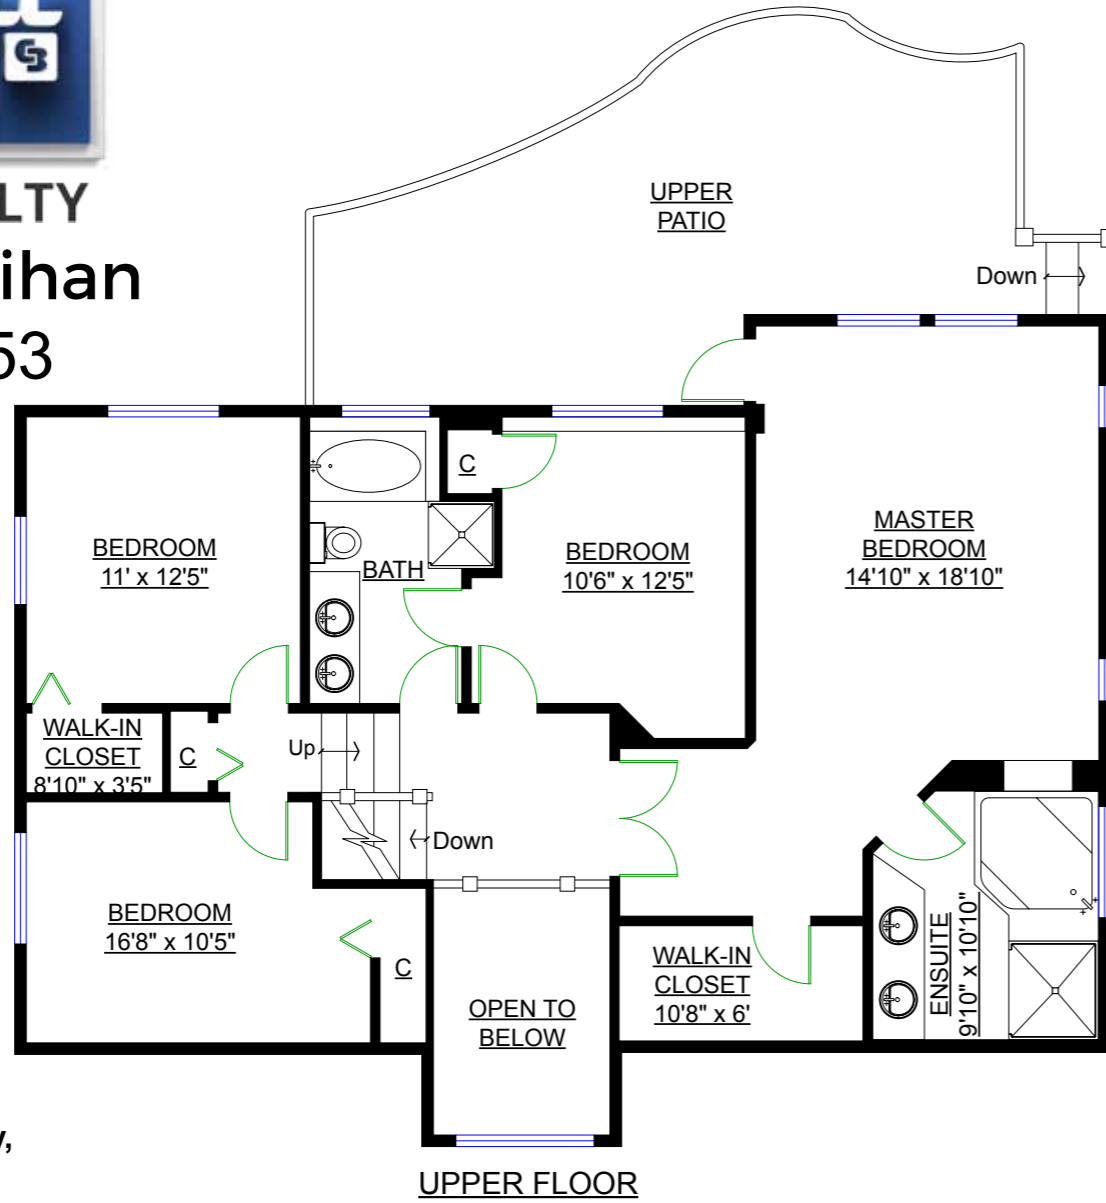 CB
LTY
ihan
53
UPPER
PATIO
Down
BEDROOM
11' x 12'5"
C
BATH
BEDROOM
10'6" x 12'5"
MASTER
BEDROOM
14'10" x 18'10"
WALK-IN
CLOSET
8'10" x 3'5"
C
Up
Down
BEDROOM
16'8" x 10'5"
C
OPEN TO
BELOW
WALK-IN
CLOSET
10'8" x 6'
ENSUITE
9'10" x 10'10"
y,
UPPER FLOOR